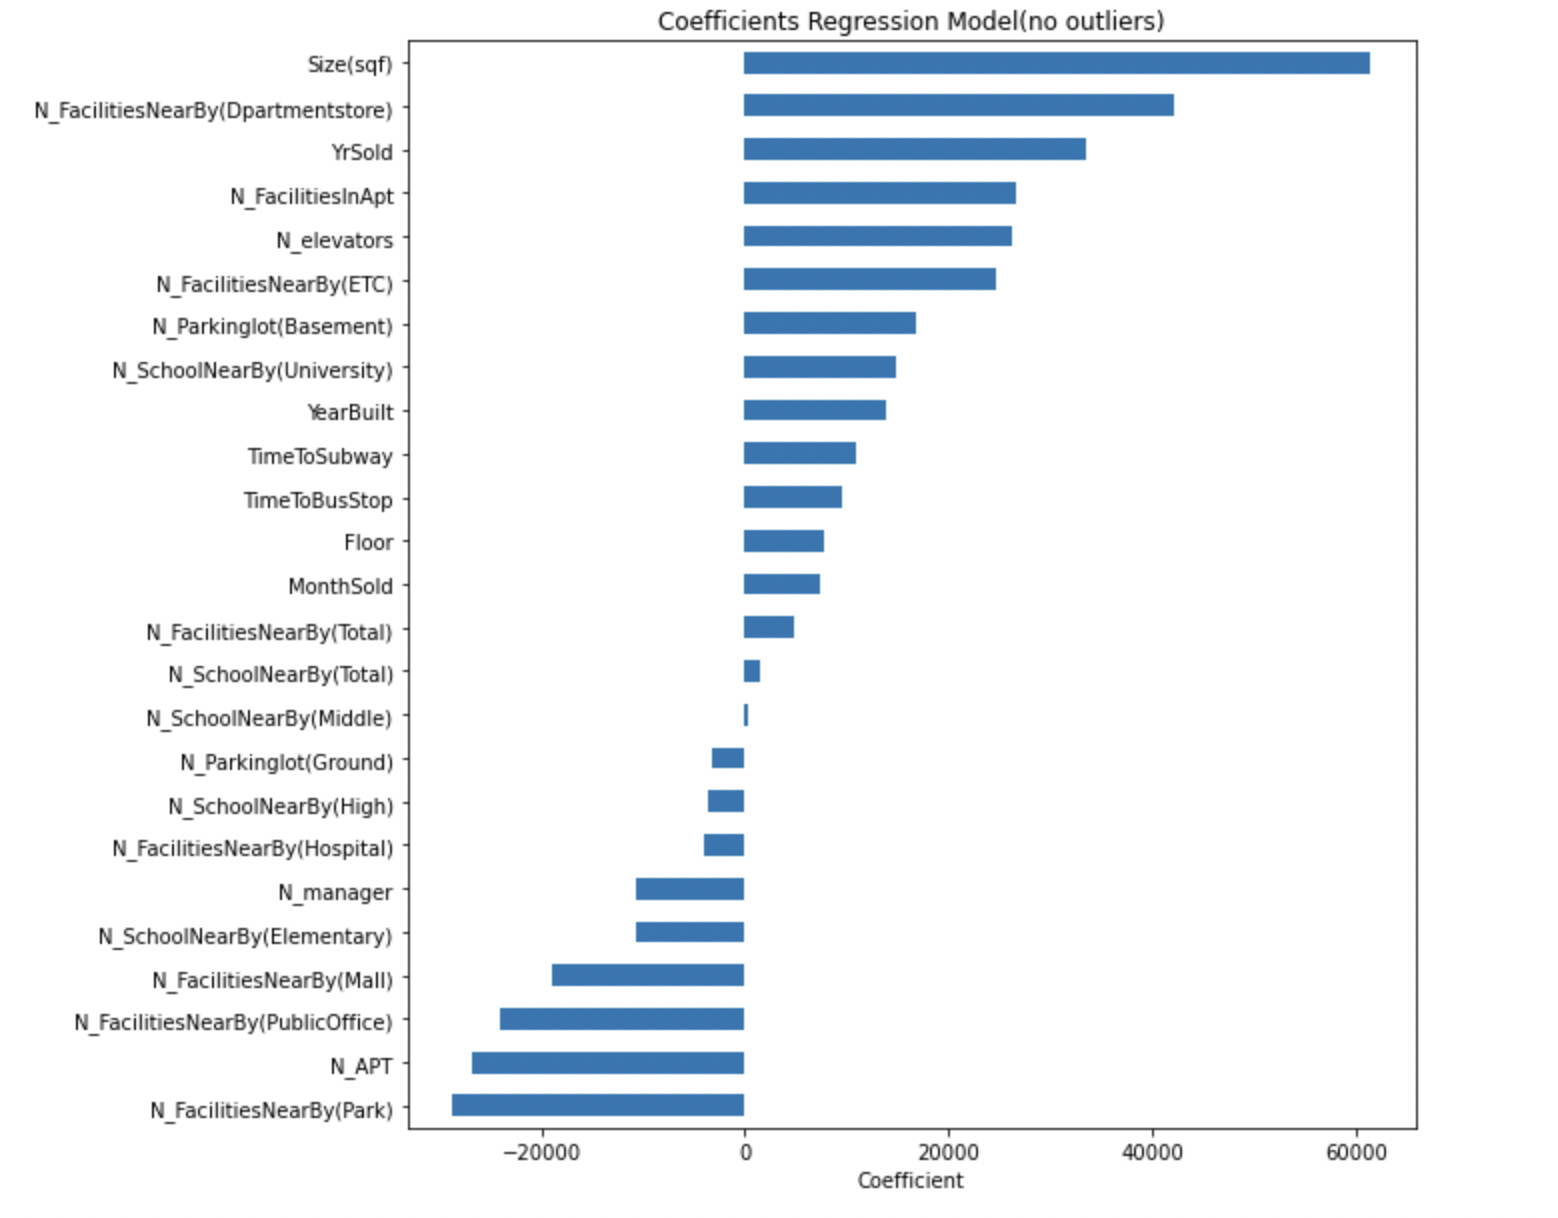 Coefficients Regression Model(no outliers)
Size(sqf)
N_FacilitiesNearBy(Dpartmentstore)
YrSold
N_FacilitiesInApt
N_elevators
N_FacilitiesNearBy(ETC)
N_Parkinglot(Basement)
N_SchoolNearBy(University)
YearBuilt
TimeToSubway
TimeToBusStop
Floor
MonthSold
N_FacilitiesNearBy(Total)
N_SchoolNearBy(Total)
N_SchoolNearBy(Middle)
N_Parkinglot(Ground)
N_SchoolNearBy(High)
N_FacilitiesNearBy(Hospital)
N_manager
N_SchoolNearBy(Elementary)
N_FacilitiesNearBy(Mall)
N_FacilitiesNearBy(PublicOffice)
N_APT
N_FacilitiesNearBy(Park)
−20000 0 20000 40000 60000
Coefficient